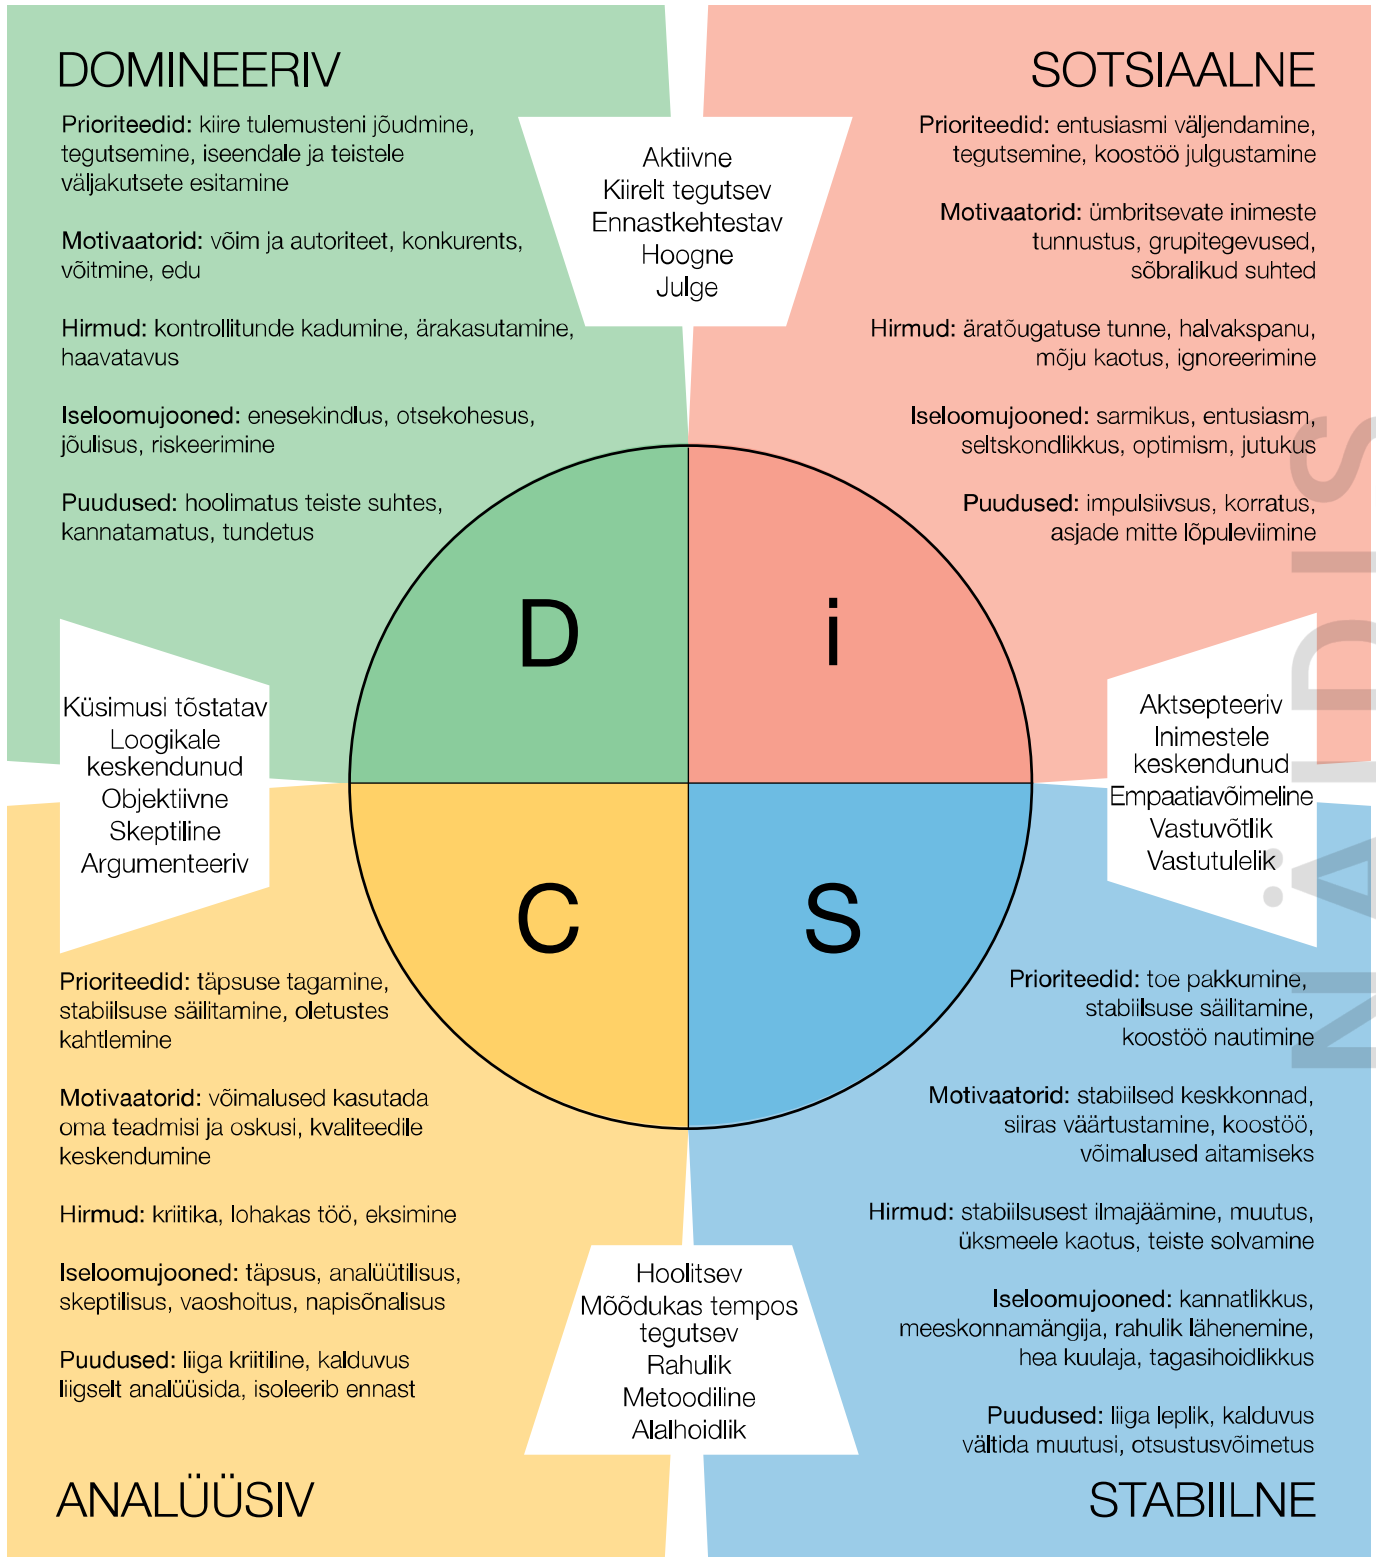 DOMINEERIV
Prioriteedid: kiire tulemusteni jõudmine,
tegutsemine, iseendale ja teistele
väljakutsete esitamine
Motivaatorid: võim ja autoriteet, konkurents,
võitmine, edu
Hirmud: kontrollitunde kadumine, ärakasutamine,
haavatavus
Iseloomujooned: enesekindlus, otsekohesus,
jõulisus, riskeerimine
Puudused: hoolimatus teiste suhtes,
kannatamatus, tundetus
Aktiivne
Kiirelt tegutsev
Ennastkehtestav
Hoogne
Julge
SOTSIAALNE
Prioriteedid: entusiasmi väljendamine,
tegutsemine, koostöö julgustamine
Motivaatorid: ümbritsevate inimeste
tunnustus, grupitegevused,
sõbralikud suhted
Hirmud: äratõugatuse tunne, halvakspanu,
mõju kaotus, ignoreerimine
Iseloomujooned: sarmikus, entusiasm,
seltskondlikkus, optimism, jutukus
Puudused: impulsiivsus, korratus,
asjade mitte lõpuleviimine
D
i
C
S
Küsimusi tõstatav
Loogikale
keskendunud
Objektiivne
Skeptiline
Argumenteeriv
Aktsepteeriv
Inimestele
keskendunud
Empaatiavõimeline
Vastuvõtlik
Vastutulelik
Prioriteedid: täpsuse tagamine,
stabiilsuse säilitamine, oletustes
kahtlemine
Motivaatorid: võimalused kasutada
oma teadmisi ja oskusi, kvaliteedile
keskendumine
Hirmud: kriitika, lohakas töö, eksimine
Iseloomujooned: täpsus, analüütilisus,
skeptilisus, vaoshoitus, napisõnalisus
Puudused: liiga kriitiline, kalduvus
liigselt analüüsida, isoleerib ennast
ANALÜÜSIV
Hoolitsev
Mõõdukas tempos
tegutsev
Rahulik
Metoodiline
Alalhoidlik
Prioriteedid: toe pakkumine,
stabiilsuse säilitamine,
koostöö nautimine
Motivaatorid: stabiilsed keskkonnad,
siiras väärtustamine, koostöö,
võimalused aitamiseks
Hirmud: stabiilsusest ilmajäämine, muutus,
üksmeele kaotus, teiste solvamine
Iseloomujooned: kannatlikkus,
meeskonnamängija, rahulik lähenemine,
hea kuulaja, tagasihoidlikkus
Puudused: liiga leplik, kalduvus
vältida muutusi, otsustusvõimetus
STABIILNE
NÄIDIS